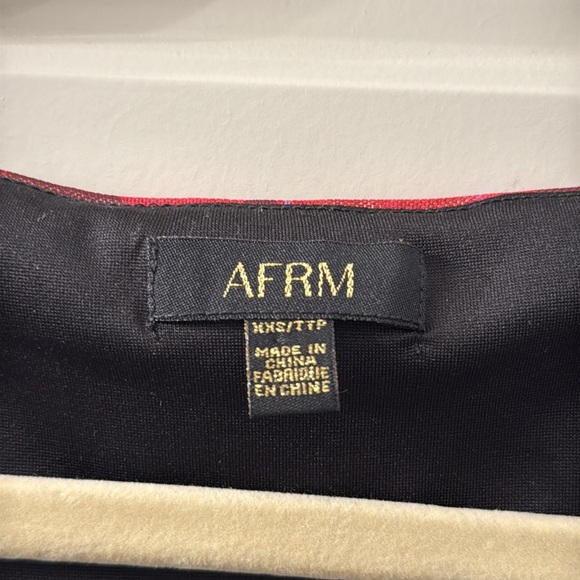 AFRM
XXS/TTP
MADE IN
CHINA
FABRIQUE
EN CHINE